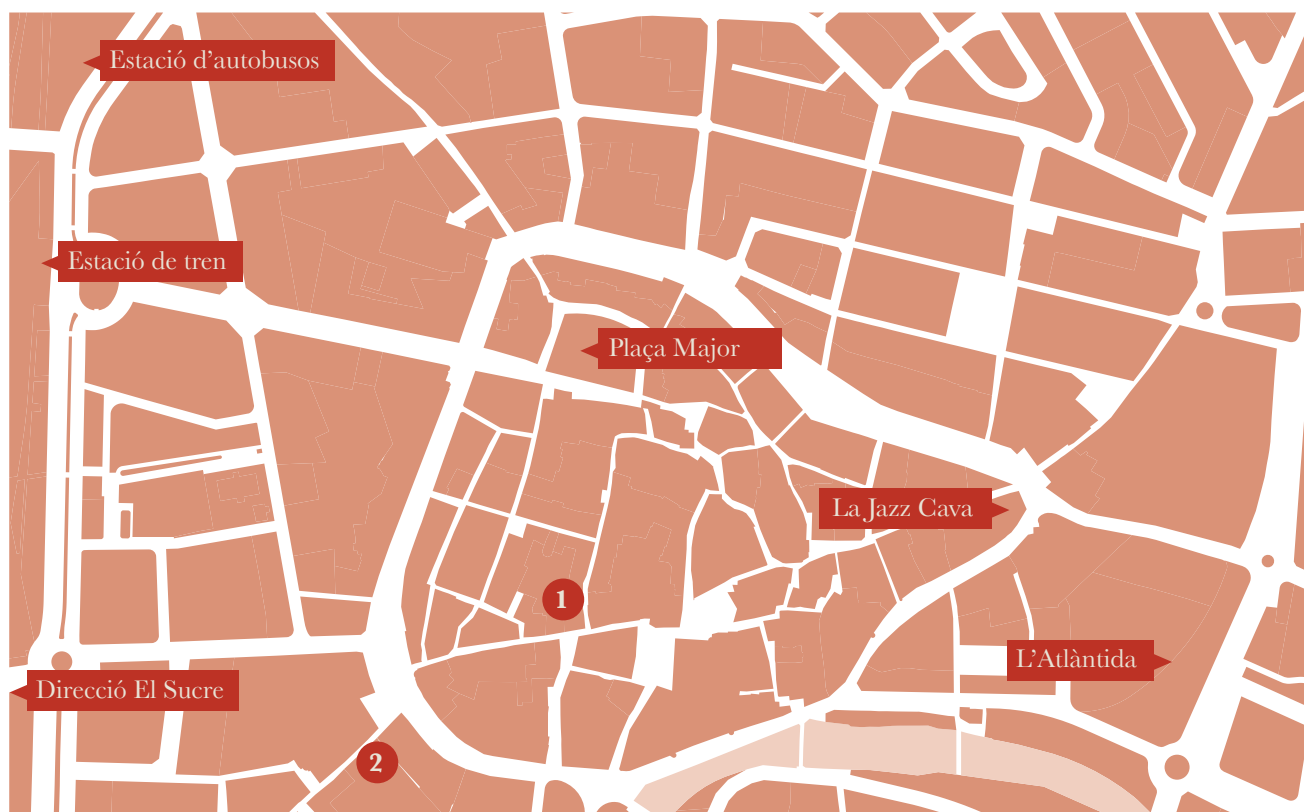 Estació d’autobusos
Estació de tren
Plaça Major
La Jazz Cava
1
L’Atlàntida
Direcció El Sucre
2